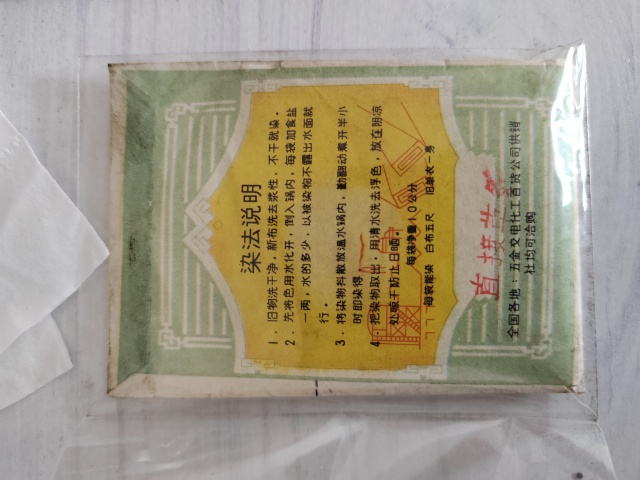 染法说明
1．旧物洗干净，新布洗去浆性，不干就染。
2．先将色用水化开，倒入锅内，每袋加食盐
一两，水的多少，以被染物不露出水面就
行。
3．将染物抖散放温水锅内，勤翻动煮开半小
时即染得
4．把染物取出，用清水洗去浮色，放在阴凉
处晾干防止日晒。
每袋净重10公分
每袋能染 白布五尺 旧单衣一身
直接
全国各地：五金交电化工百货公司供销
社均可洽购